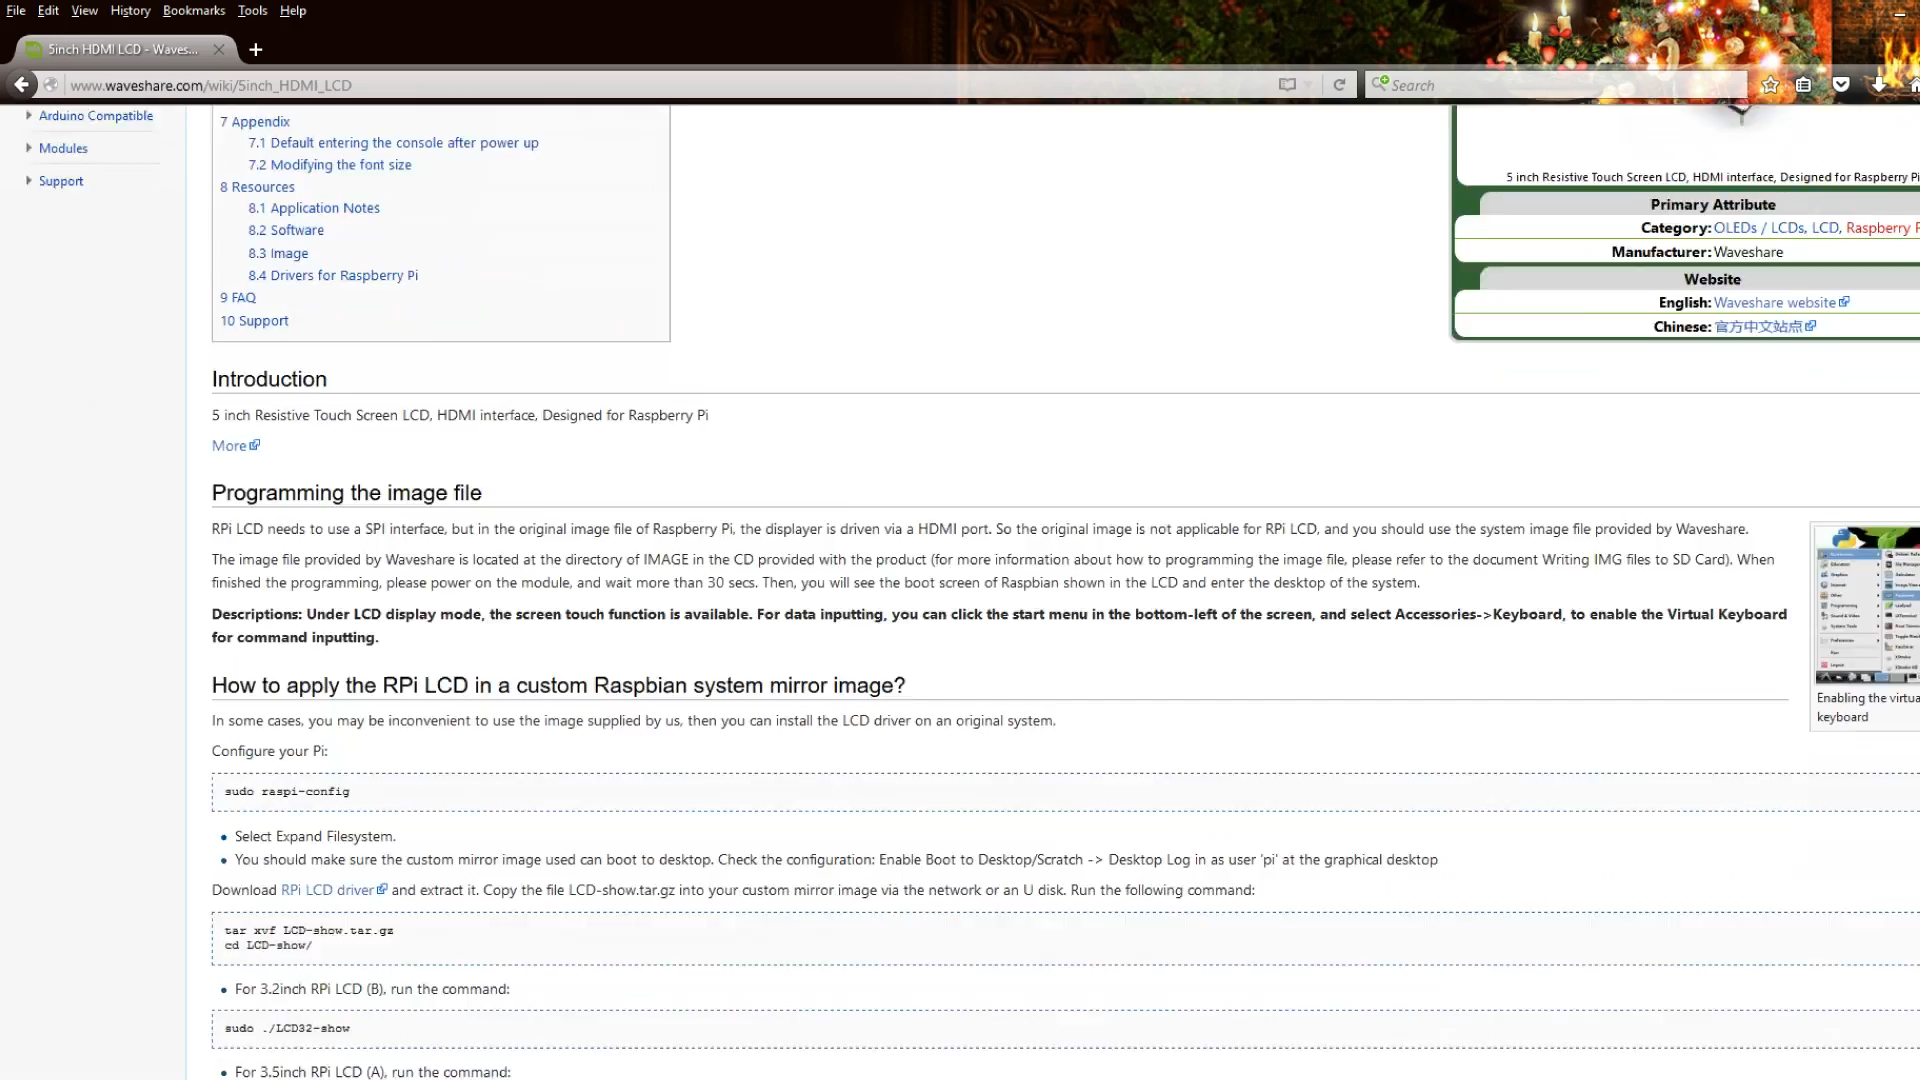 File Edit View History Bookmarks Tools Help
5inch HDMI LCD - Waves...
www.waveshare.com/wiki/5inch_HDMI_LCD
Search
Arduino Compatible
Modules
Support
7 Appendix
7.1 Default entering the console after power up
7.2 Modifying the font size
8 Resources
8.1 Application Notes
8.2 Software
8.3 Image
8.4 Drivers for Raspberry Pi
9 FAQ
10 Support
5 inch Resistive Touch Screen LCD, HDMI interface, Designed for Raspberry Pi
Primary Attribute
Category: OLEDs / LCDs, LCD, Raspberry P
Manufacturer: Waveshare
Website
English: Waveshare website
Chinese: 官方中文站点
Introduction
5 inch Resistive Touch Screen LCD, HDMI interface, Designed for Raspberry Pi
More
Programming the image file
RPi LCD needs to use a SPI interface, but in the original image file of Raspberry Pi, the displayer is driven via a HDMI port. So the original image is not applicable for RPi LCD, and you should use the system image file provided by Waveshare.
The image file provided by Waveshare is located at the directory of IMAGE in the CD provided with the product (for more information about how to programming the image file, please refer to the document Writing IMG files to SD Card). When
finished the programming, please power on the module, and wait more than 30 secs. Then, you will see the boot screen of Raspbian shown in the LCD and enter the desktop of the system.
Descriptions: Under LCD display mode, the screen touch function is available. For data inputting, you can click the start menu in the bottom-left of the screen, and select Accessories->Keyboard, to enable the Virtual Keyboard
for command inputting.
Enabling the virtua
keyboard
How to apply the RPi LCD in a custom Raspbian system mirror image?
In some cases, you may be inconvenient to use the image supplied by us, then you can install the LCD driver on an original system.
Configure your Pi:
sudo raspi-config
Select Expand Filesystem.
You should make sure the custom mirror image used can boot to desktop. Check the configuration: Enable Boot to Desktop/Scratch -> Desktop Log in as user 'pi' at the graphical desktop
Download RPi LCD driver and extract it. Copy the file LCD-show.tar.gz into your custom mirror image via the network or an U disk. Run the following command:
tar xvf LCD-show.tar.gz
cd LCD-show/
For 3.2inch RPi LCD (B), run the command:
sudo ./LCD32-show
For 3.5inch RPi LCD (A), run the command: